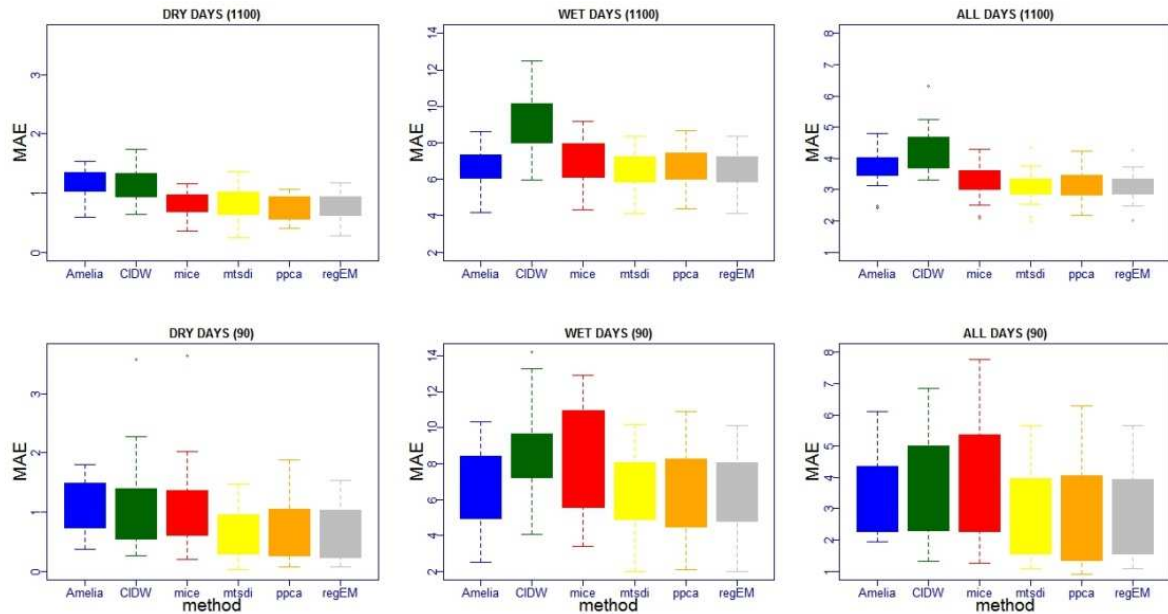 DRY DAYS (1100)
MAE
3
2
1
0
Amelia CIDW mice mtsdi ppca regEM
WET DAYS (1100)
MAE
14
12
10
8
6
4
2
Amelia CIDW mice mtsdi ppca regEM
ALL DAYS (1100)
MAE
8
7
6
5
4
3
2
1
Amelia CIDW mice mtsdi ppca regEM
DRY DAYS (90)
MAE
3
2
1
0
Amelia CIDW mice mtsdi ppca regEM
method
WET DAYS (90)
MAE
14
12
10
8
6
4
2
Amelia CIDW mice mtsdi ppca regEM
method
ALL DAYS (90)
MAE
8
7
6
5
4
3
2
1
Amelia CIDW mice mtsdi ppca regEM
method